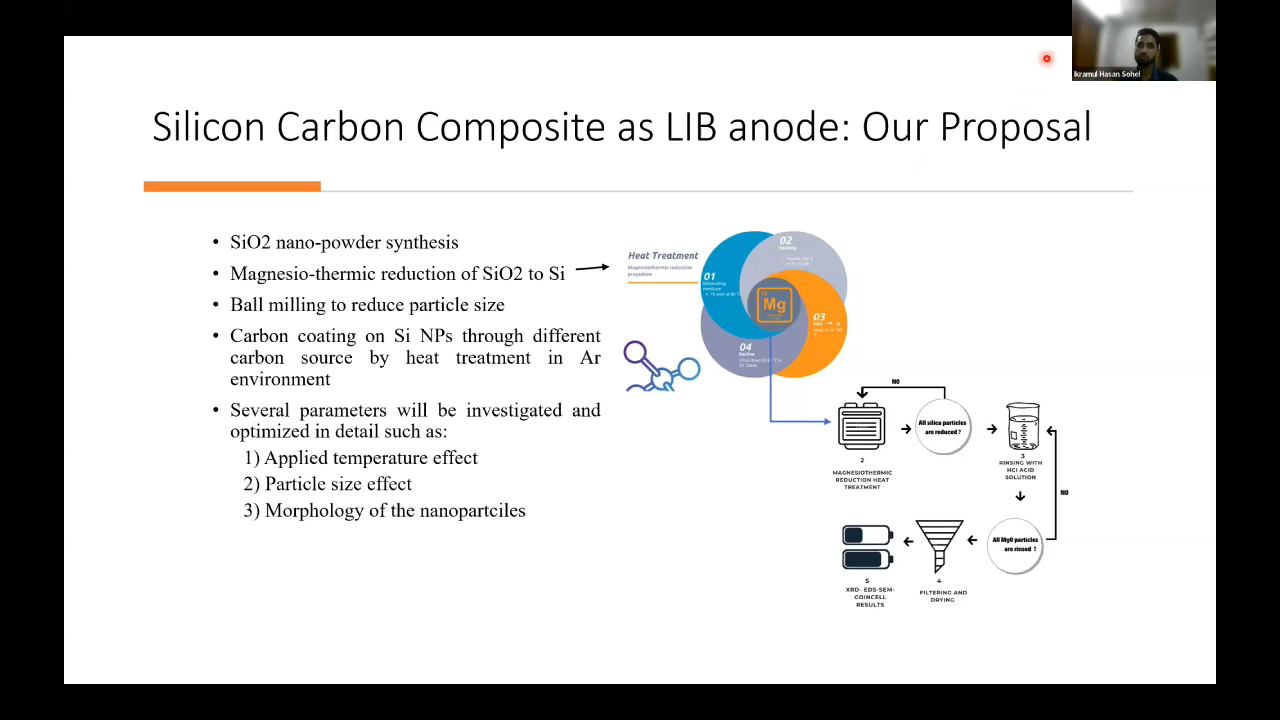 Ikramul Hasan Sohel
Silicon Carbon Composite as LIB anode: Our Proposal
• SiO2 nano-powder synthesis
• Magnesio-thermic reduction of SiO2 to Si
• Ball milling to reduce particle size
• Carbon coating on Si NPs through different
carbon source by heat treatment in Ar
environment
• Several parameters will be investigated and
optimized in detail such as:
1) Applied temperature effect
2) Particle size effect
3) Morphology of the nanopartciles
Heat Treatment
Magnesiothermic reduction
procedure
01
Eliminating
moisture
02
Heating
Mg
03
04
Decline
NO
All silica particles
are reduced ?
2
MAGNESIOTHERMIC
REDUCTION HEAT
TREATMENT
3
RINSING WITH
HCl ACID
SOLUTION
NO
All MgO particles
are rinsed ?
4
FILTERING AND
DRYING
5
XRD- EDS-SEM-
COINCELL
RESULTS